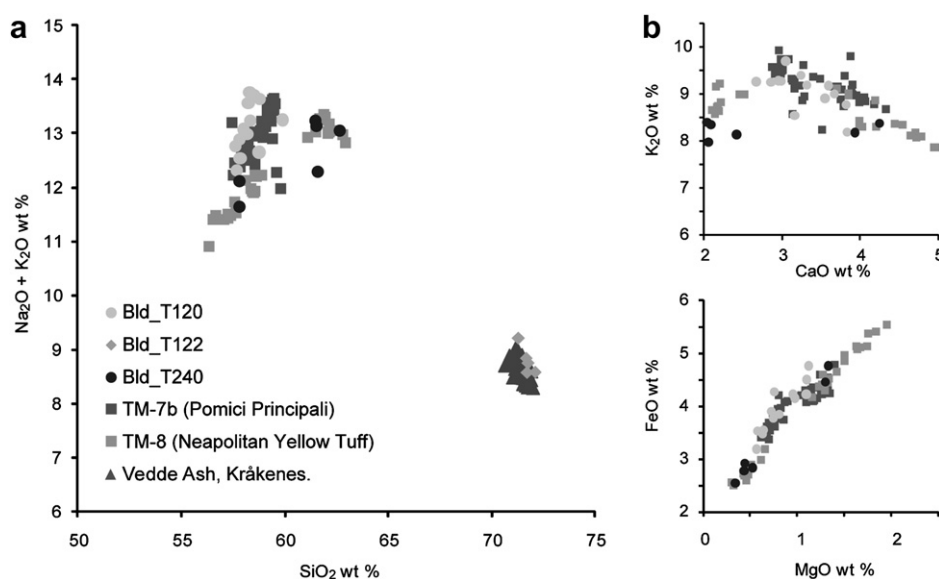 a
15
14
13
12
11
10
9
8
7
6
Na₂O + K₂O wt %
50
55
60
65
70
75
SiO₂ wt %
Bld_T120
Bld_T122
Bld_T240
TM-7b (Pomici Principali)
TM-8 (Neapolitan Yellow Tuff)
Vedde Ash, Kråkenes.
b
11
10
9
8
7
6
K₂O wt %
2
3
4
5
CaO wt %
6
5
4
3
2
FeO wt %
0
1
2
MgO wt %